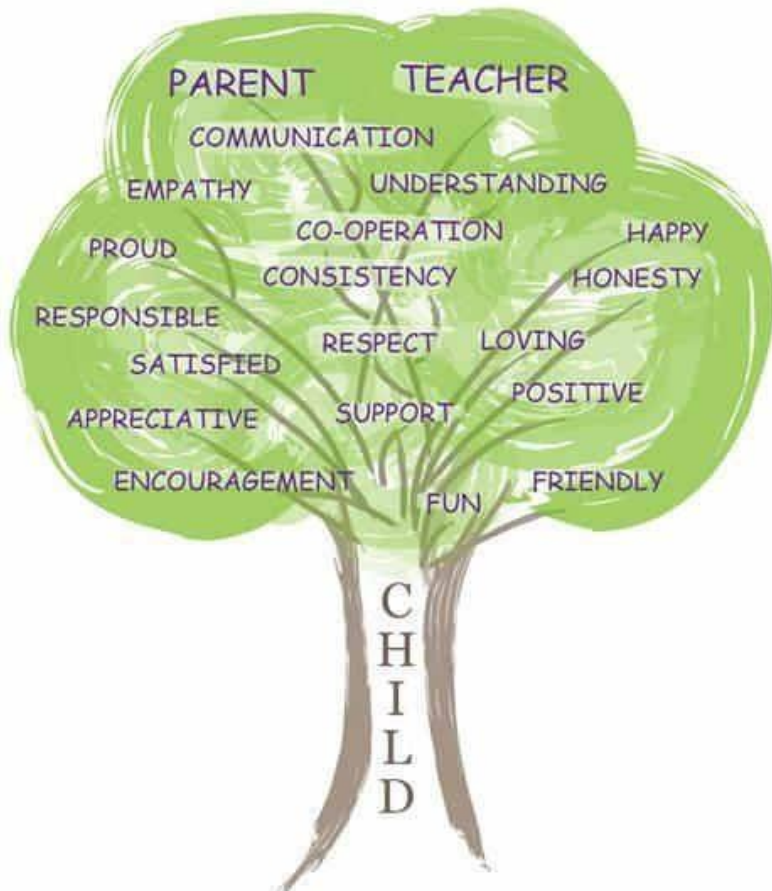 PARENT TEACHER
COMMUNICATION
EMPATHY UNDERSTANDING
CO-OPERATION HAPPY
PROUD
CONSISTENCY HONESTY
RESPONSIBLE
RESPECT LOVING
SATISFIED
POSITIVE
APPRECIATIVE SUPPORT
ENCOURAGEMENT FRIENDLY
FUN
CHILD